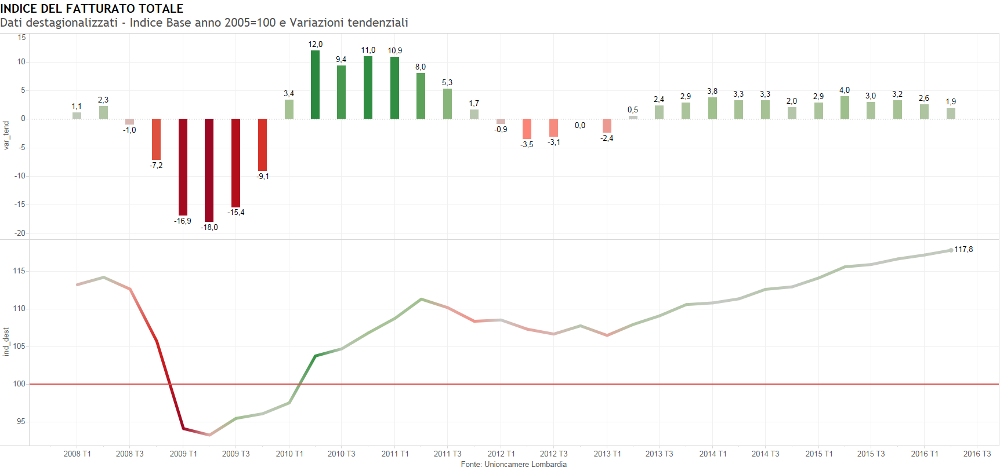 INDICE DEL FATTURATO TOTALE
Dati destagionalizzati - Indice Base anno 2005=100 e Variazioni tendenziali
var_tend
15
10
5
0
-5
-10
-15
-20
1,1
2,3
-1,0
-7,2
-16,9
-18,0
-15,4
-9,1
3,4
12,0
9,4
11,0
10,9
8,0
5,3
1,7
-0,9
-3,5
-3,1
0,0
-2,4
0,5
2,4
2,9
3,8
3,3
3,3
2,0
2,9
4,0
3,0
3,2
2,6
1,9
ind_dest
115
110
105
100
95
117,8
2008 T1
2008 T3
2009 T1
2009 T3
2010 T1
2010 T3
2011 T1
2011 T3
2012 T1
2012 T3
2013 T1
2013 T3
2014 T1
2014 T3
2015 T1
2015 T3
2016 T1
2016 T3
Fonte: Unioncamere Lombardia